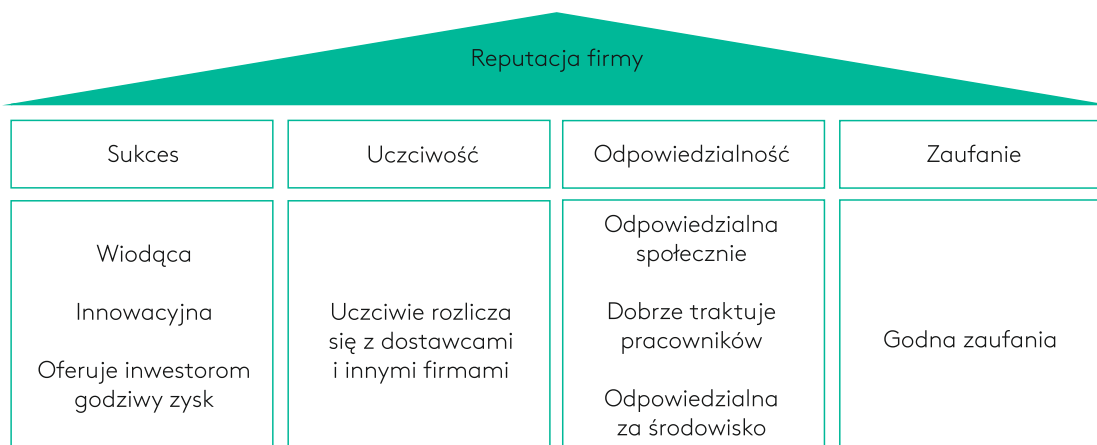 Reputacja firmy
Sukces
Uczciwość
Odpowiedzialność
Zaufanie
Wiodąca
Innowacyjna
Oferuje inwestorom
godziwy zysk
Uczciwie rozlicza
się z dostawcami
i innymi firmami
Odpowiedzialna
społecznie
Dobrze traktuje
pracowników
Odpowiedzialna
za środowisko
Godna zaufania